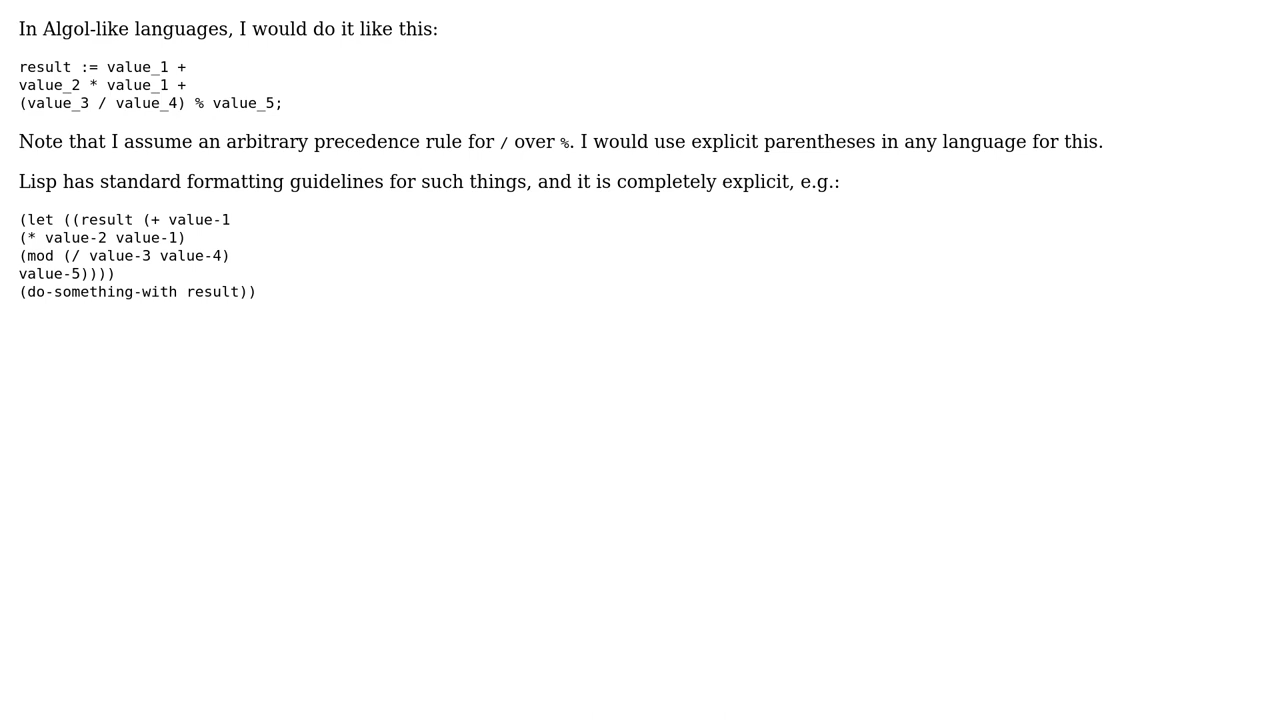 In Algol-like languages, I would do it like this:
result := value_1 +
value_2 * value_1 +
(value_3 / value_4) % value_5;
Note that I assume an arbitrary precedence rule for / over %. I would use explicit parentheses in any language for this.
Lisp has standard formatting guidelines for such things, and it is completely explicit, e.g.:
(let ((result (+ value-1
(* value-2 value-1)
(mod (/ value-3 value-4)
value-5))))
(do-something-with result))